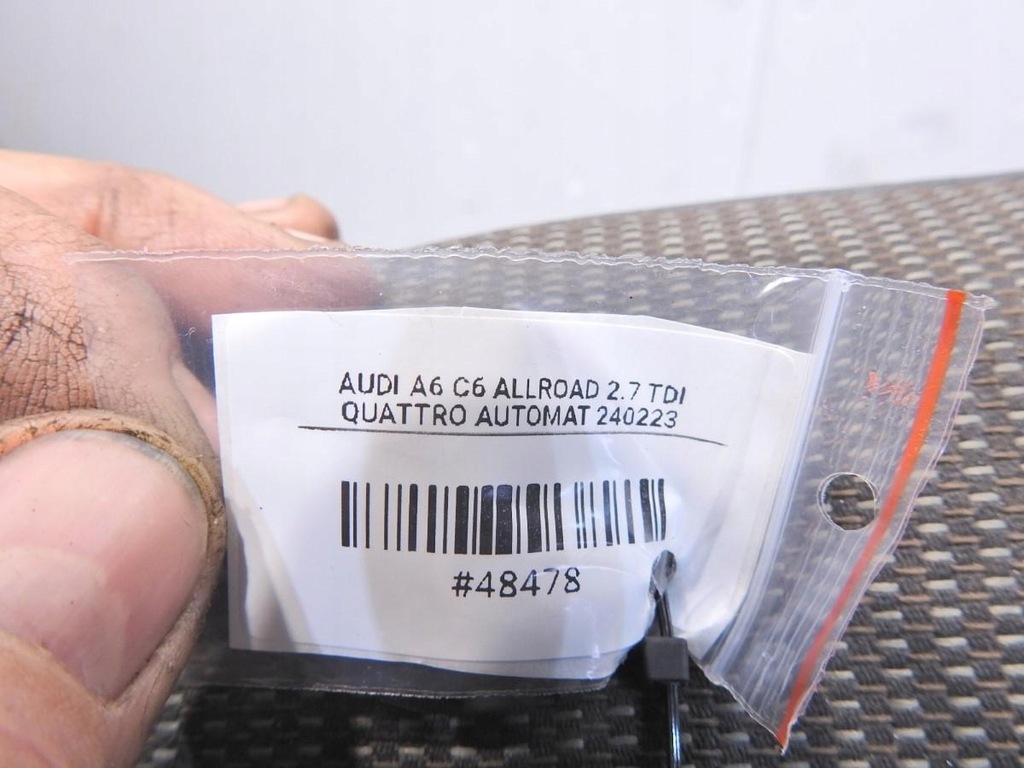 AUDI A6 C6 ALLROAD 2.7 TDI
QUATTRO AUTOMAT 240223
#48478